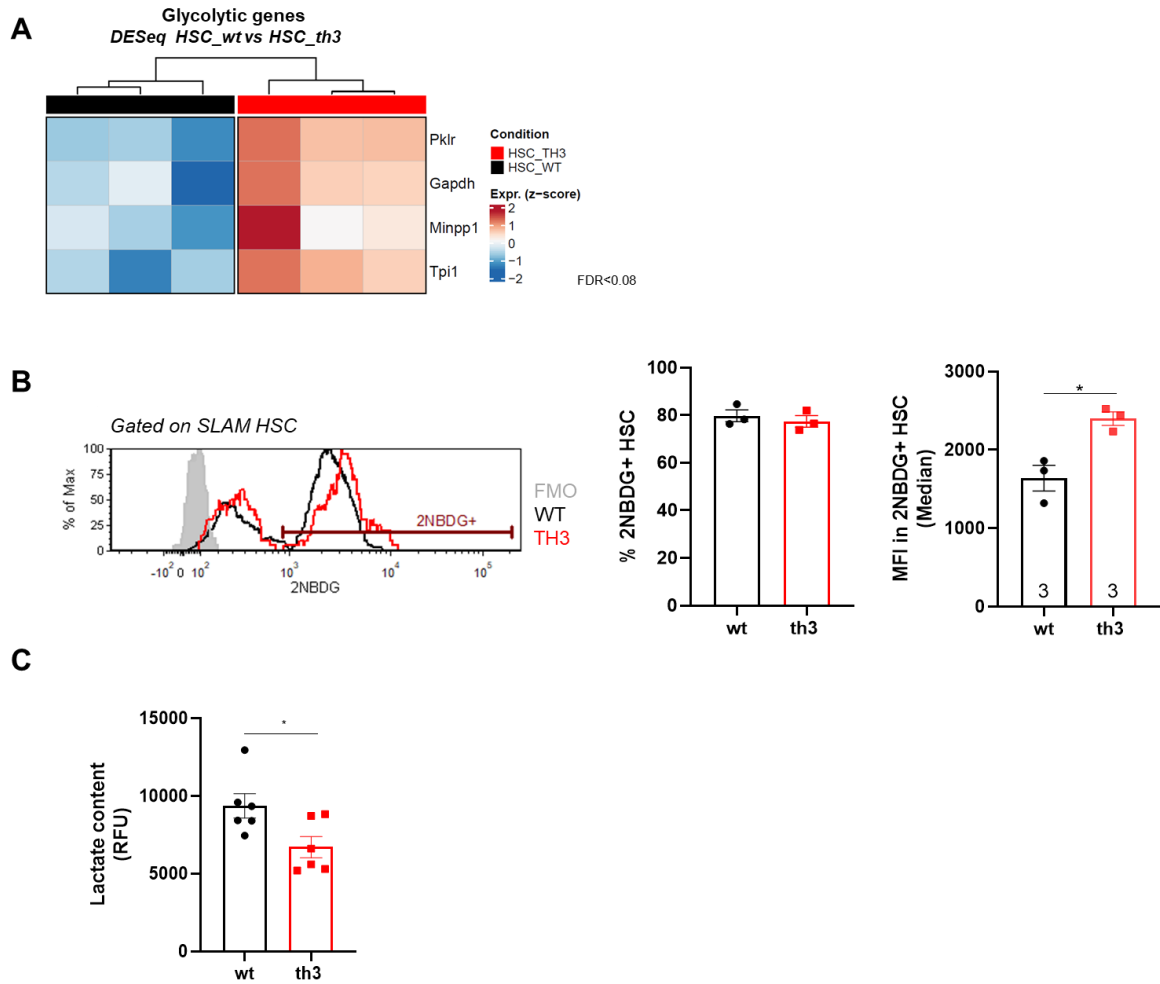 A
Glycolytic genes
DESeq HSC_wt vs HSC_th3
Pklr
Gapdh
Minpp1
Tpi1
Condition
HSC_TH3
HSC_WT
Expr. (z-score)
2
1
0
−1
−2
FDR<0.08
B
Gated on SLAM HSC
% of Max
100
75
50
25
0
2NBDG+
-10² 0 10² 10³ 10⁴ 10⁵
2NBDG
FMO
WT
TH3
% 2NBDG+ HSC
100
80
60
40
20
0
wt th3
MFI in 2NBDG+ HSC
(Median)
3000
2000
1000
0
*
3 3
wt th3
C
Lactate content
(RFU)
15000
10000
5000
0
*
wt th3